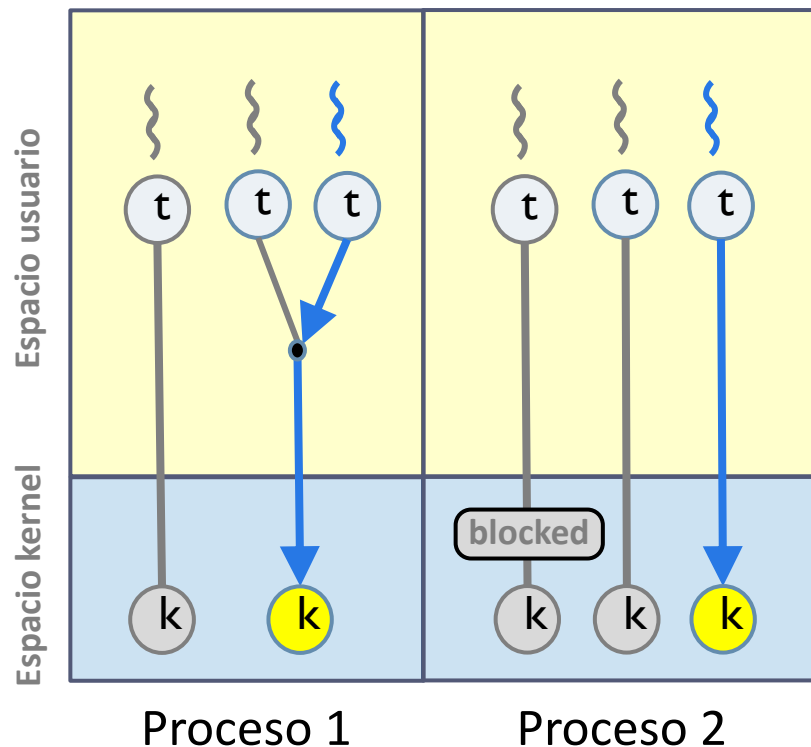 Espacio usuario
t t t t t t
Espacio kernel
blocked
k k k k k
Proceso 1 Proceso 2